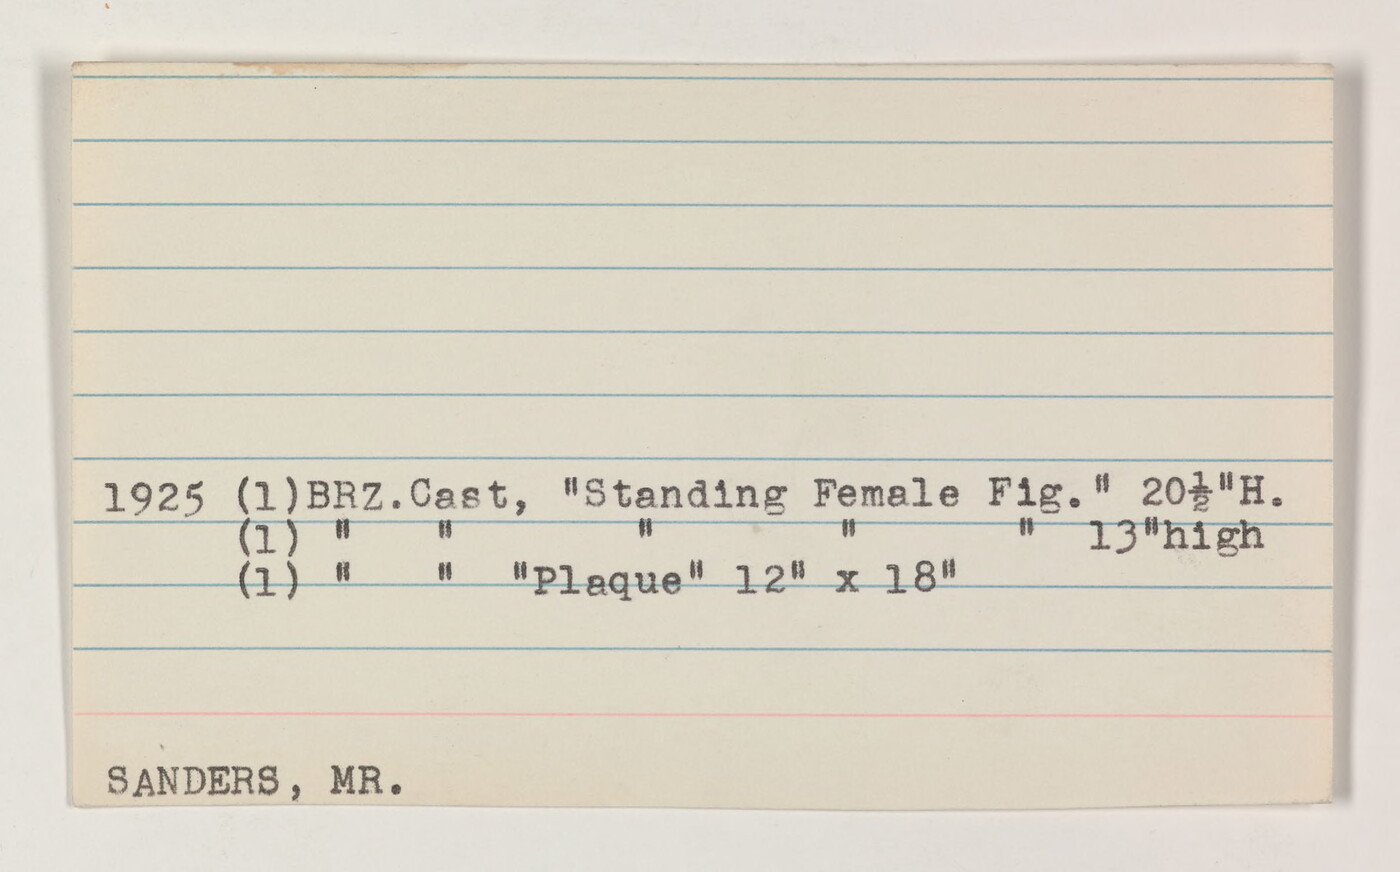 1925 (1)BRZ.Cast, "Standing Female Fig." 20½"H.
(1) " " " " " 13"high
(1) " " "Plaque" 12" x 18"
SANDERS, MR.